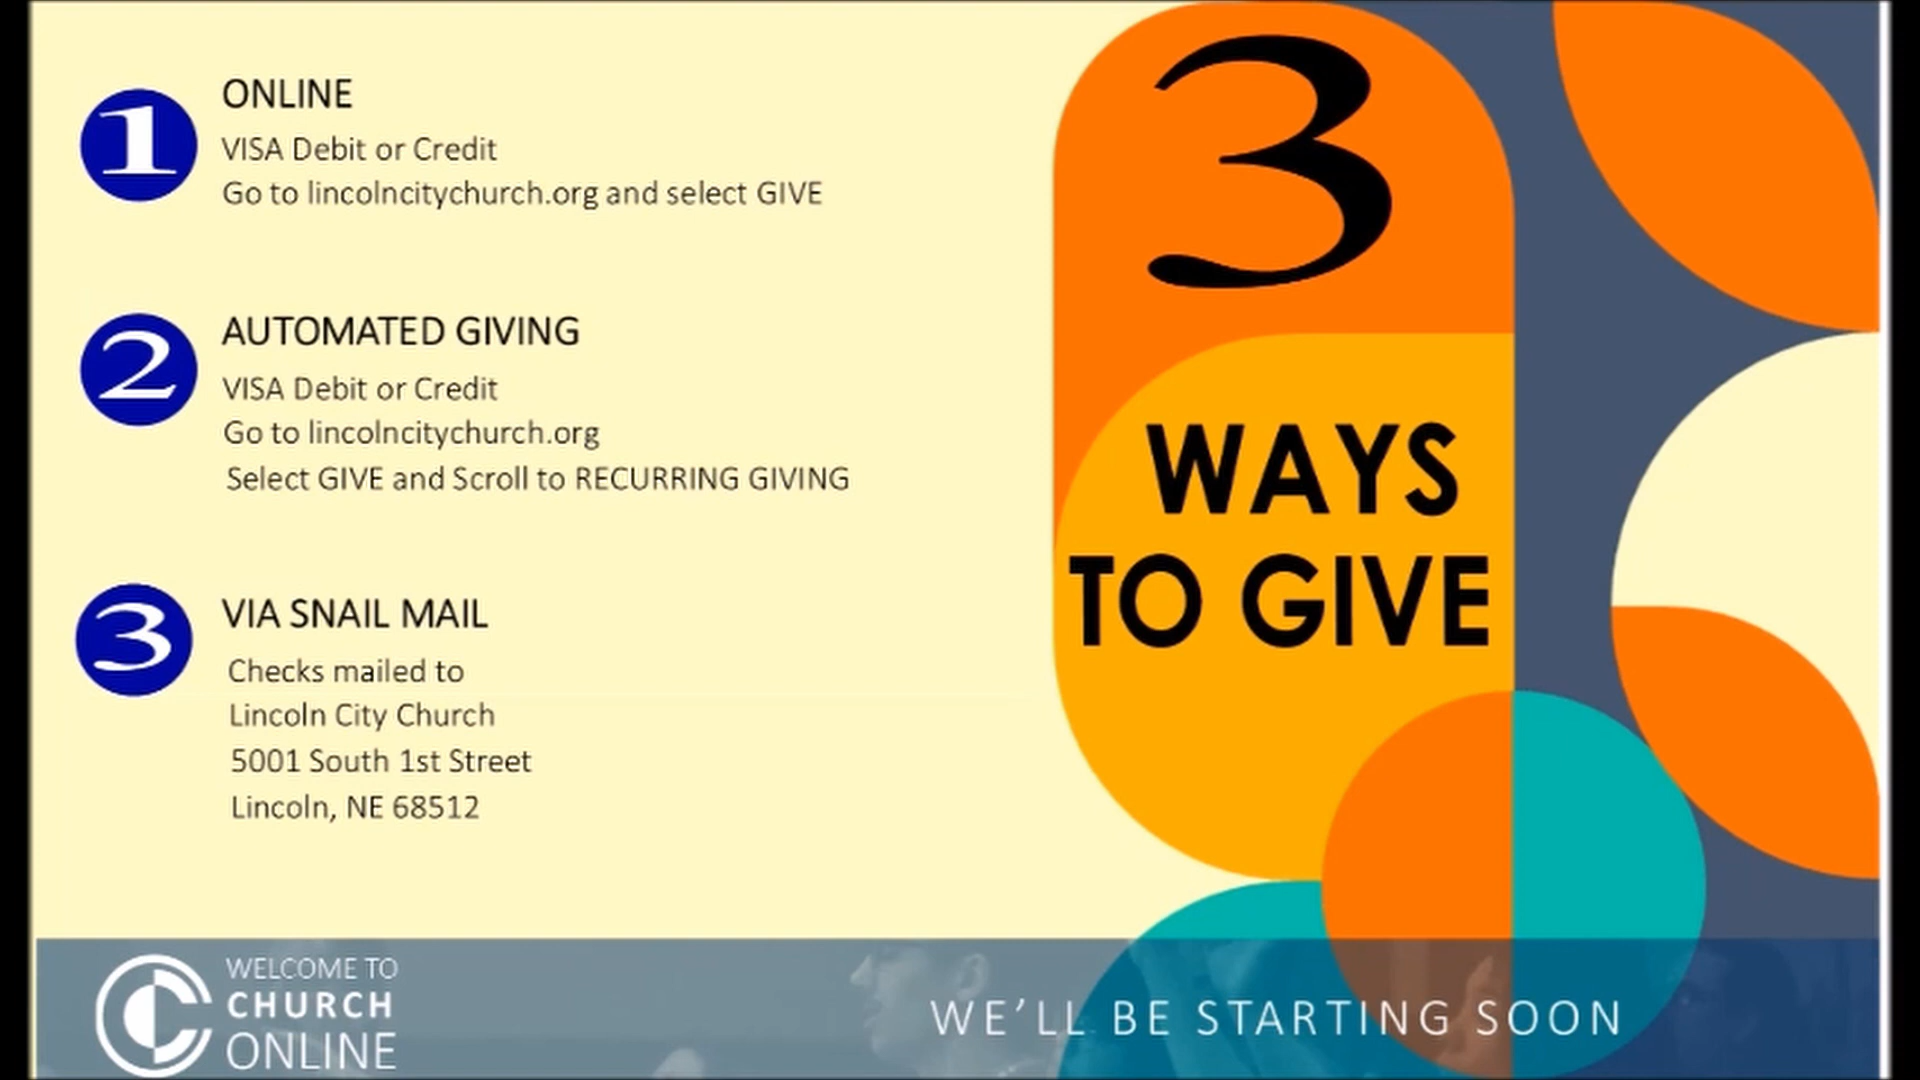 1
ONLINE
VISA Debit or Credit
Go to lincolncitychurch.org and select GIVE
2
AUTOMATED GIVING
VISA Debit or Credit
Go to lincolncitychurch.org
Select GIVE and Scroll to RECURRING GIVING
3
VIA SNAIL MAIL
Checks mailed to
Lincoln City Church
5001 South 1st Street
Lincoln, NE 68512
3
WAYS
TO GIVE
WELCOME TO
CHURCH
ONLINE
WE’LL BE STARTING SOON